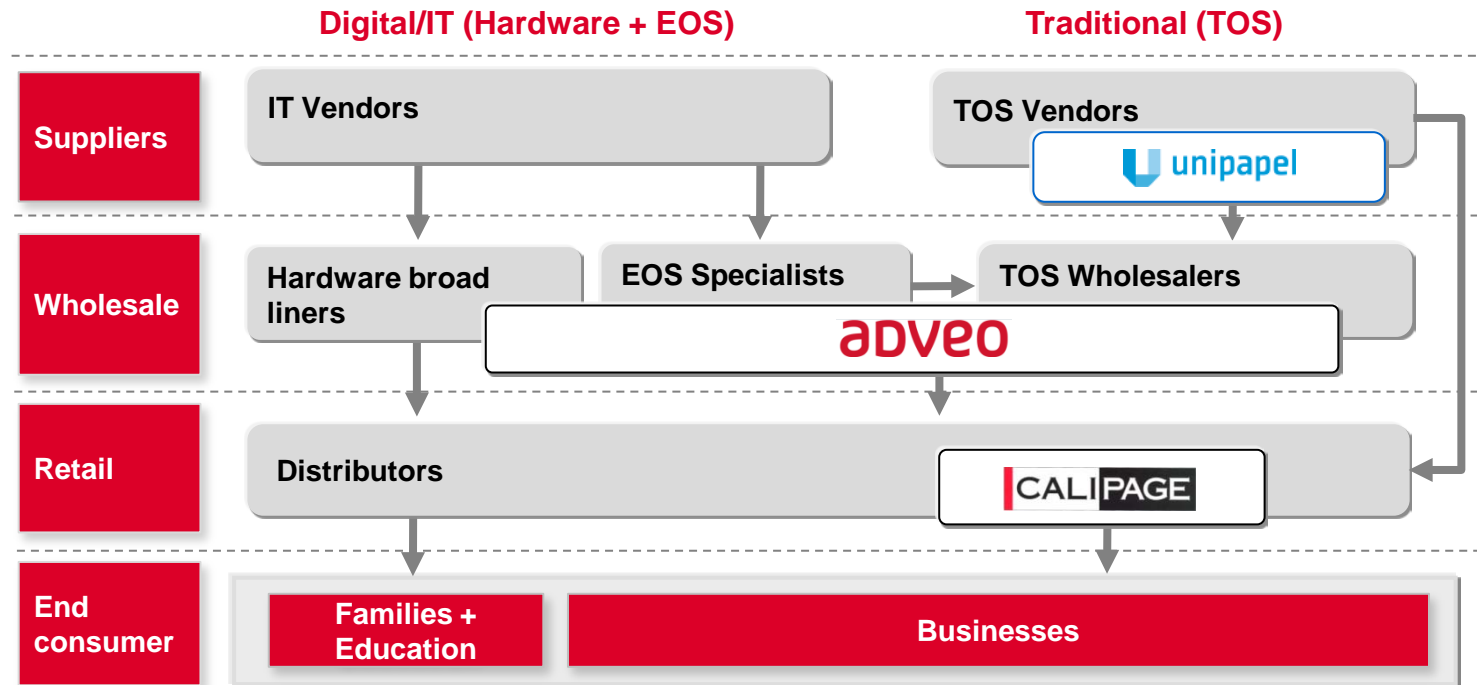 Digital/IT (Hardware + EOS)
Traditional (TOS)
Suppliers
IT Vendors
TOS Vendors
unipapel
Wholesale
Hardware broad
liners
EOS Specialists
TOS Wholesalers
aDVeo
Retail
Distributors
CALIPAGE
End
consumer
Families +
Education
Businesses